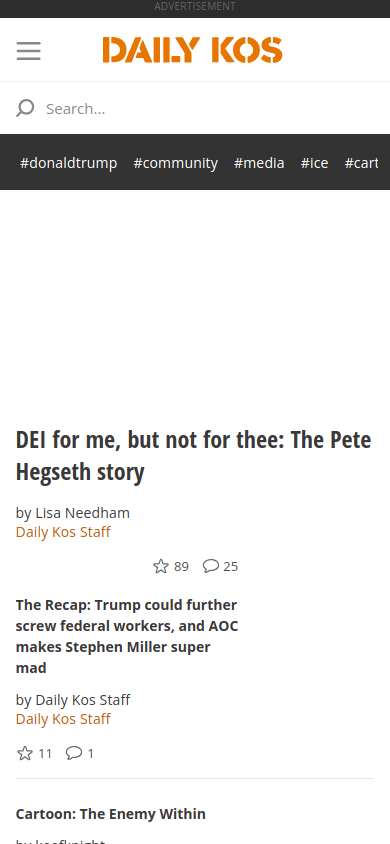 ADVERTISEMENT
DAILY KOS
Search...
#donaldtrump #community #media #ice #cart
DEI for me, but not for thee: The Pete
Hegseth story
by Lisa Needham
Daily Kos Staff
89 25
The Recap: Trump could further
screw federal workers, and AOC
makes Stephen Miller super
mad
by Daily Kos Staff
Daily Kos Staff
11 1
Cartoon: The Enemy Within
by keefknight